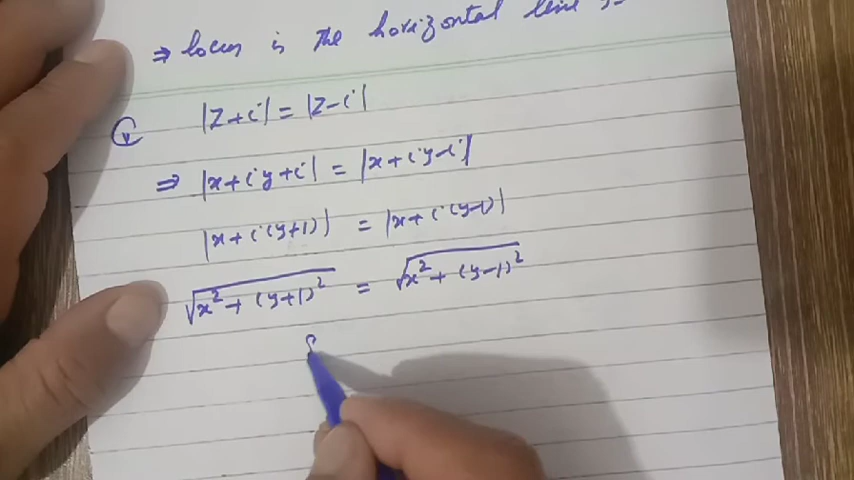 ⇒ locus is the horizontal line
(v) |z+i| = |z-i|
⇒ |x+iy+i| = |x+iy-i|
|x+i(y+1)| = |x+i(y-1)|
√x²+(y+1)² = √x²+(y-1)²